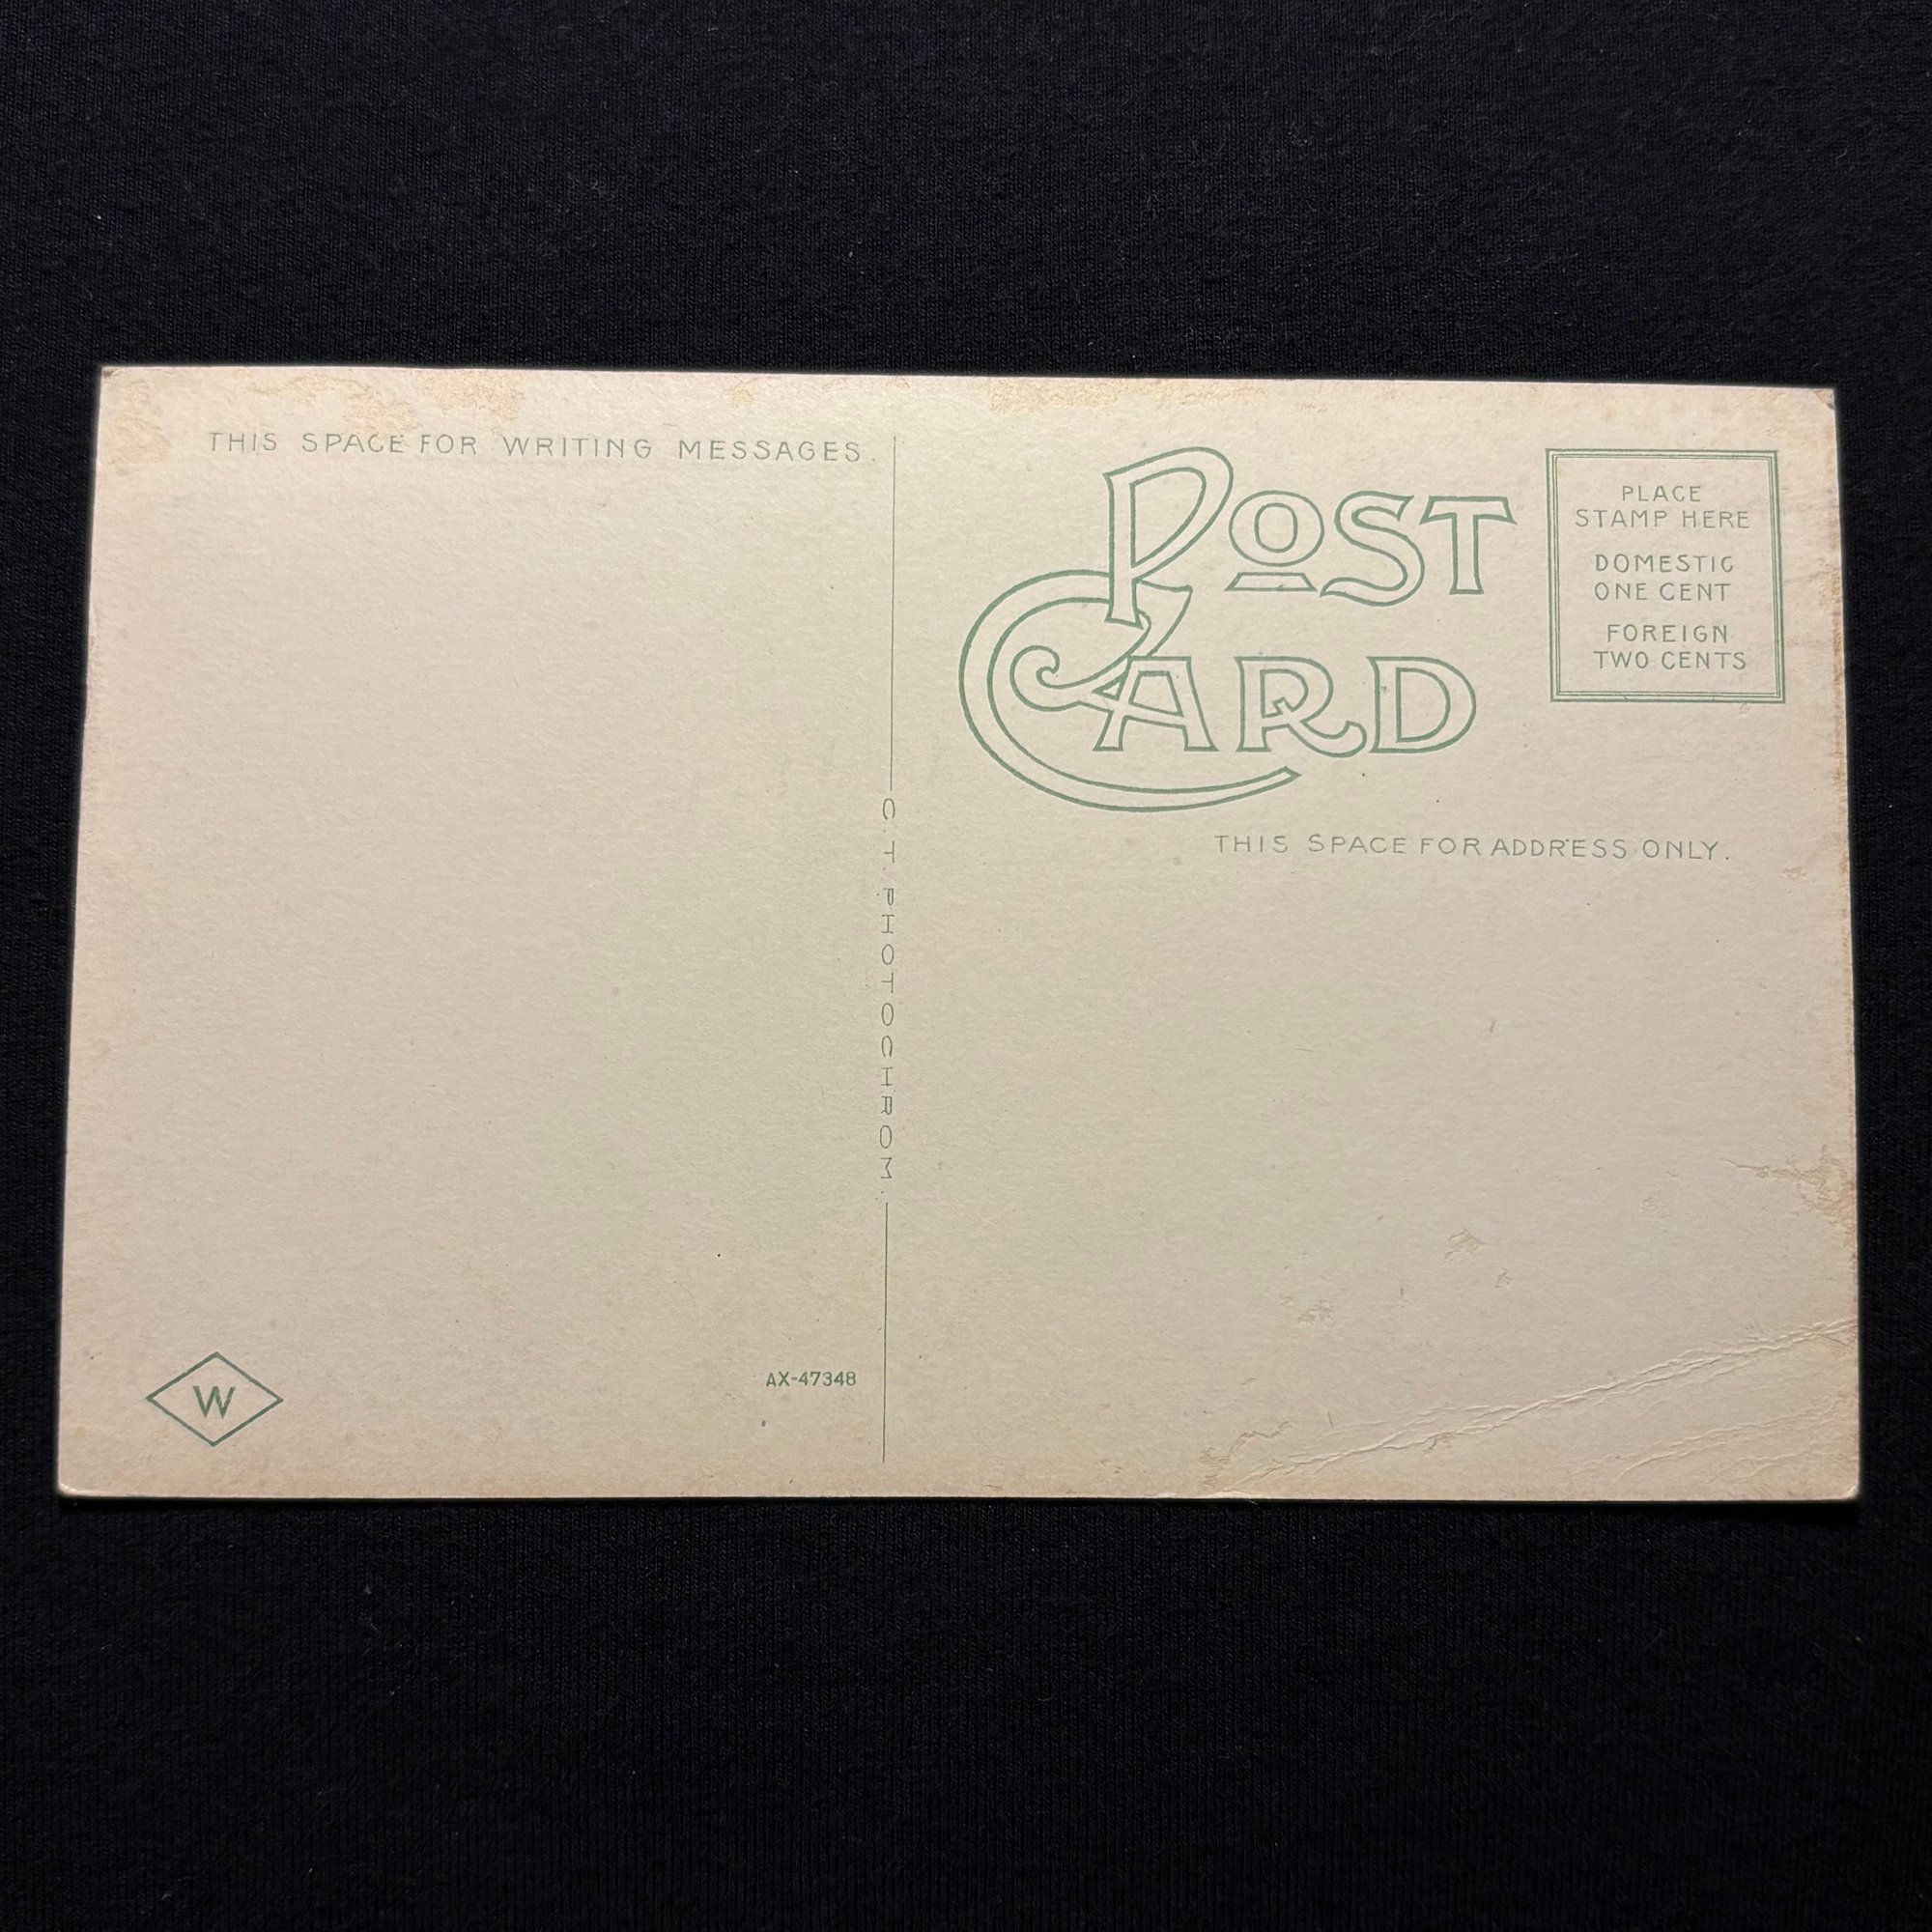 THIS SPACE FOR WRITING MESSAGES.
POST
CARD
PLACE
STAMP HERE
DOMESTIC
ONE CENT
FOREIGN
TWO CENTS
THIS SPACE FOR ADDRESS ONLY.
C.T. PHOTOCHROM.
AX-47348
W